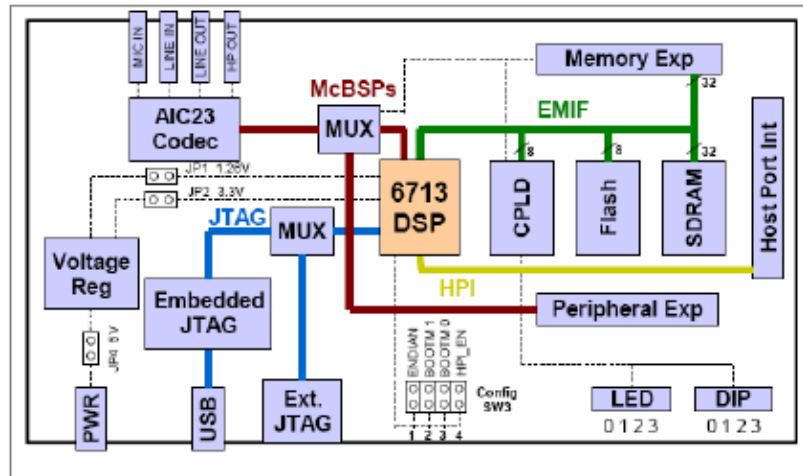 MIC IN
LINE IN
LINE OUT
HP OUT
AIC23
Codec
McBSPs
MUX
Memory Exp
32
EMIF
8
8
32
6713
DSP
CPLD
Flash
SDRAM
Host Port Int
JP1 1.26V
JP2 3.3V
JTAG
MUX
Voltage
Reg
Embedded
JTAG
HPI
Peripheral Exp
JP4 5V
ENDIAN
BOOTM 1
BOOTM 0
HPI_EN
Config
SW3
1 2 3 4
PWR
USB
Ext.
JTAG
LED
0 1 2 3
DIP
0 1 2 3